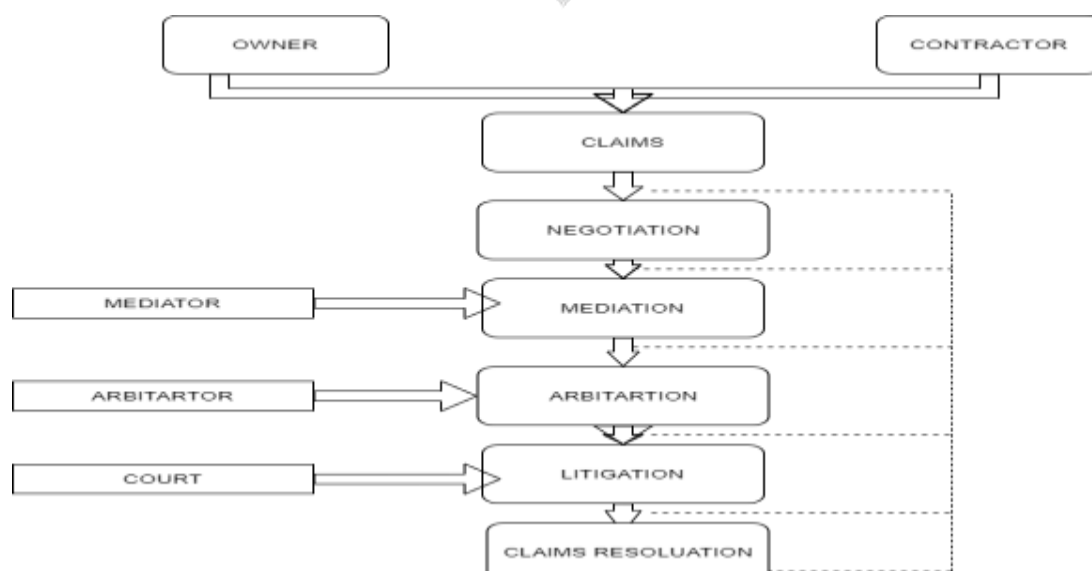 OWNER
CONTRACTOR
CLAIMS
NEGOTIATION
MEDIATOR
MEDIATION
ARBITARTOR
ARBITARTION
COURT
LITIGATION
CLAIMS RESOLUATION